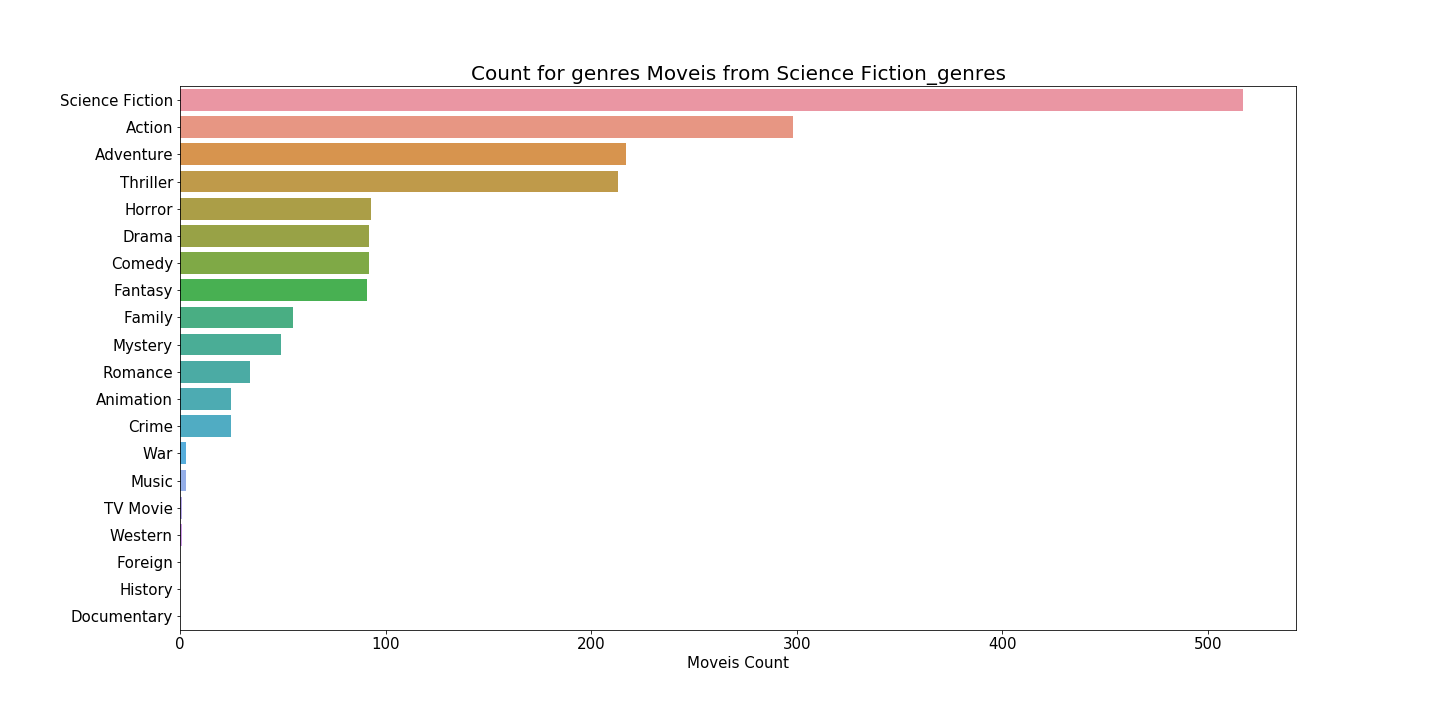 Count for genres Moveis from Science Fiction_genres
Science Fiction
Action
Adventure
Thriller
Horror
Drama
Comedy
Fantasy
Family
Mystery
Romance
Animation
Crime
War
Music
TV Movie
Western
Foreign
History
Documentary
0 100 200 300 400 500
Moveis Count